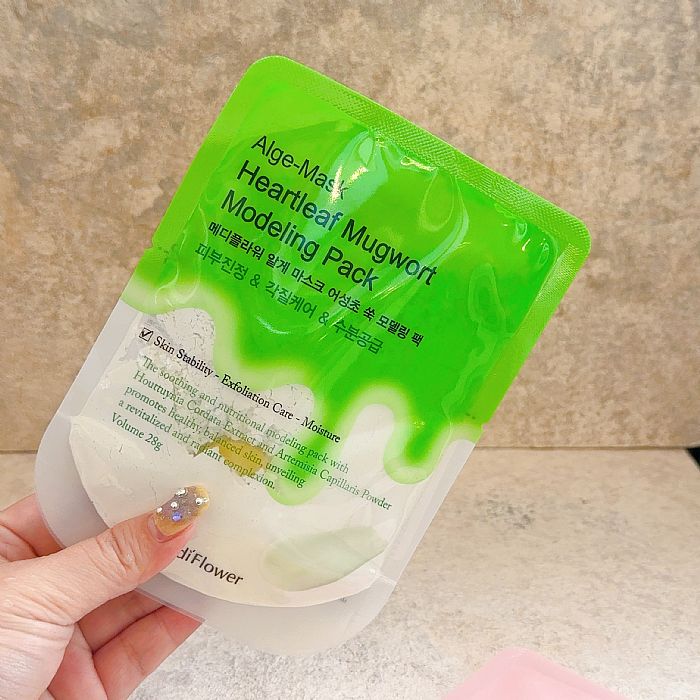 Alge-Mask
Heartleaf Mugwort
Modeling Pack
메디플라워 알게 마스크 어성초 쑥 모델링 팩
피부진정 & 각질케어 & 수분공급
Skin Stability - Exfoliation Care - Moisture
The soothing and nutritional modeling pack with
Houttuynia Cordata Extract and Artemisia Capillaris Powder
promotes healthy, balanced skin, unveiling
a revitalized and radiant complexion.
Volume 28g
diFlower